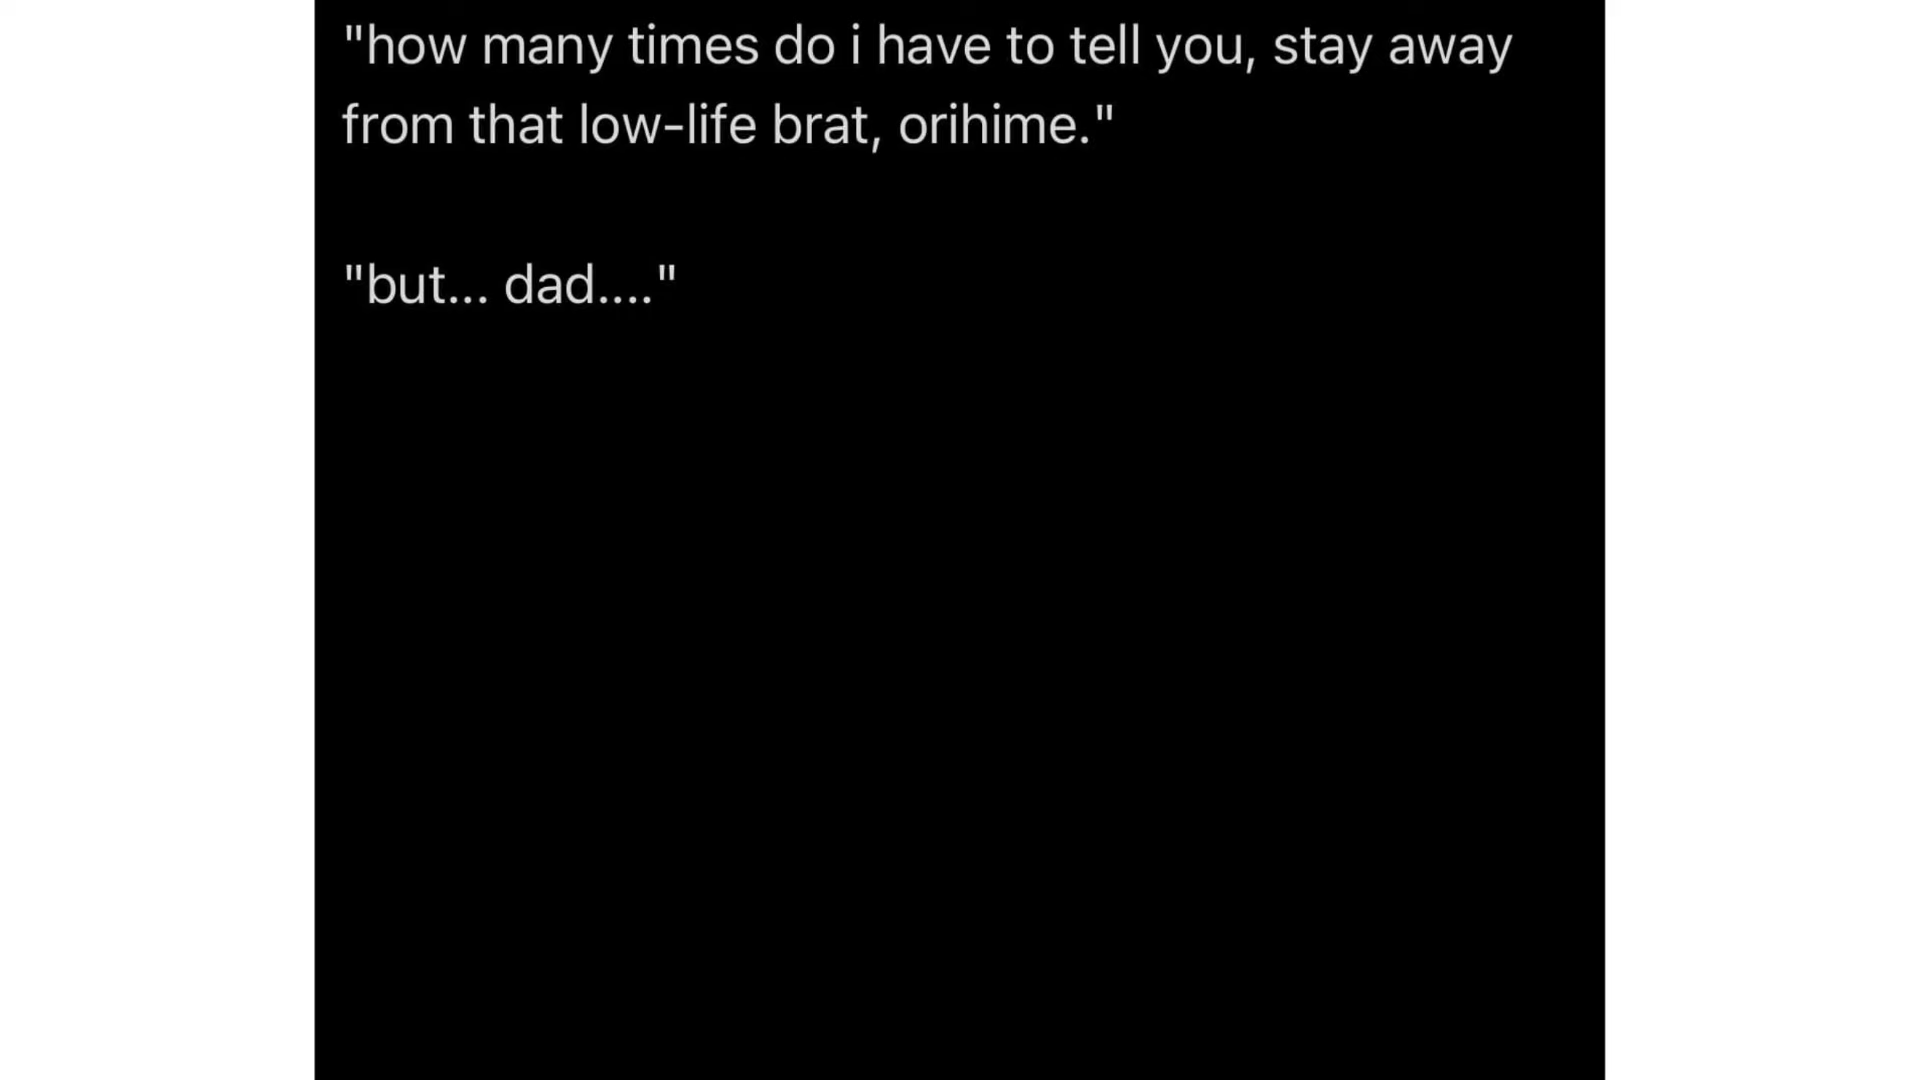 "how many times do i have to tell you, stay away
from that low-life brat, orihime."
"but... dad...."